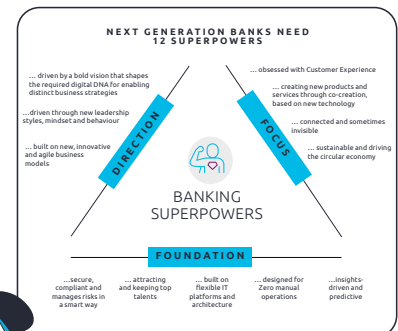 NEXT GENERATION BANKS NEED
12 SUPERPOWERS
... driven by a bold vision that shapes
the required digital DNA for enabling
distinct business strategies
...driven through new leadership
styles, mindset and behaviour
... built on new, innovative
and agile business
models
DIRECTION
... obsessed with Customer Experience
... creating new products and
services through co-creation,
based on new technology
... connected and sometimes
invisible
... sustainable and driving
the circular economy
FOCUS
BANKING
SUPERPOWERS
FOUNDATION
...secure,
compliant and
manages risks in
a smart way
... attracting
and keeping top
talents
... built on
flexible IT
platforms and
architecture
... designed for
Zero manual
operations
...insights-
driven and
predictive